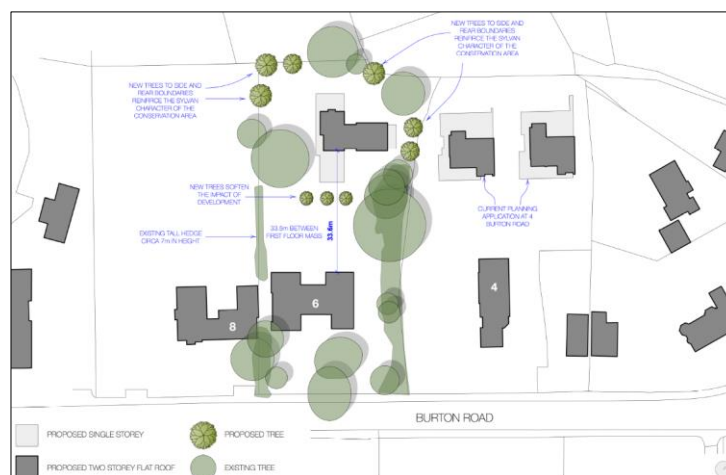 NEW TREES TO SIDE AND
REAR BOUNDARIES
REINFRCE THE SYLVAN
CHARACTER OF THE
CONSERVATION AREA
NEW TREES TO SIDE AND
REAR BOUNDARIES
REINFRCE THE SYLVAN
CHARACTER OF THE
CONSERVATION AREA
NEW TREES SOFTEN
THE IMPACT OF
DEVELOPMENT
EXISTING TALL HEDGE
CIRCA 7m IN HEIGHT
33.6m BETWEEN
FIRST FLOOR MASS
33.6m
CURRENT PLANNING
APPLICATION AT 4
BURTON ROAD
8
6
4
BURTON ROAD
PROPOSED SINGLE STOREY
PROPOSED TREE
PROPOSED TWO STOREY FLAT ROOF
EXISTING TREE